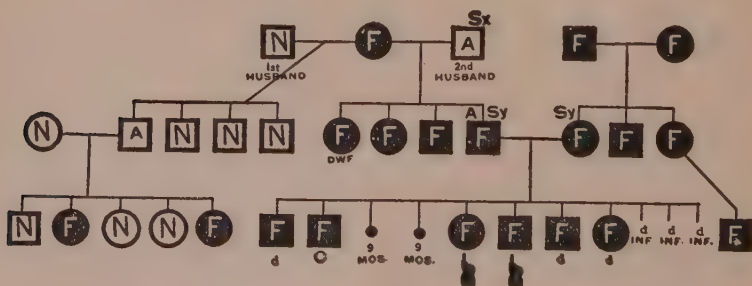 Sx
N F A F F
1st HUSBAND 2nd HUSBAND
A Sy Sy
N A N N N F F F F F F F
DWF
N F N N F F F F F F F F
d 9 MOS. 9 MOS. d d d INF d INF. d INF.